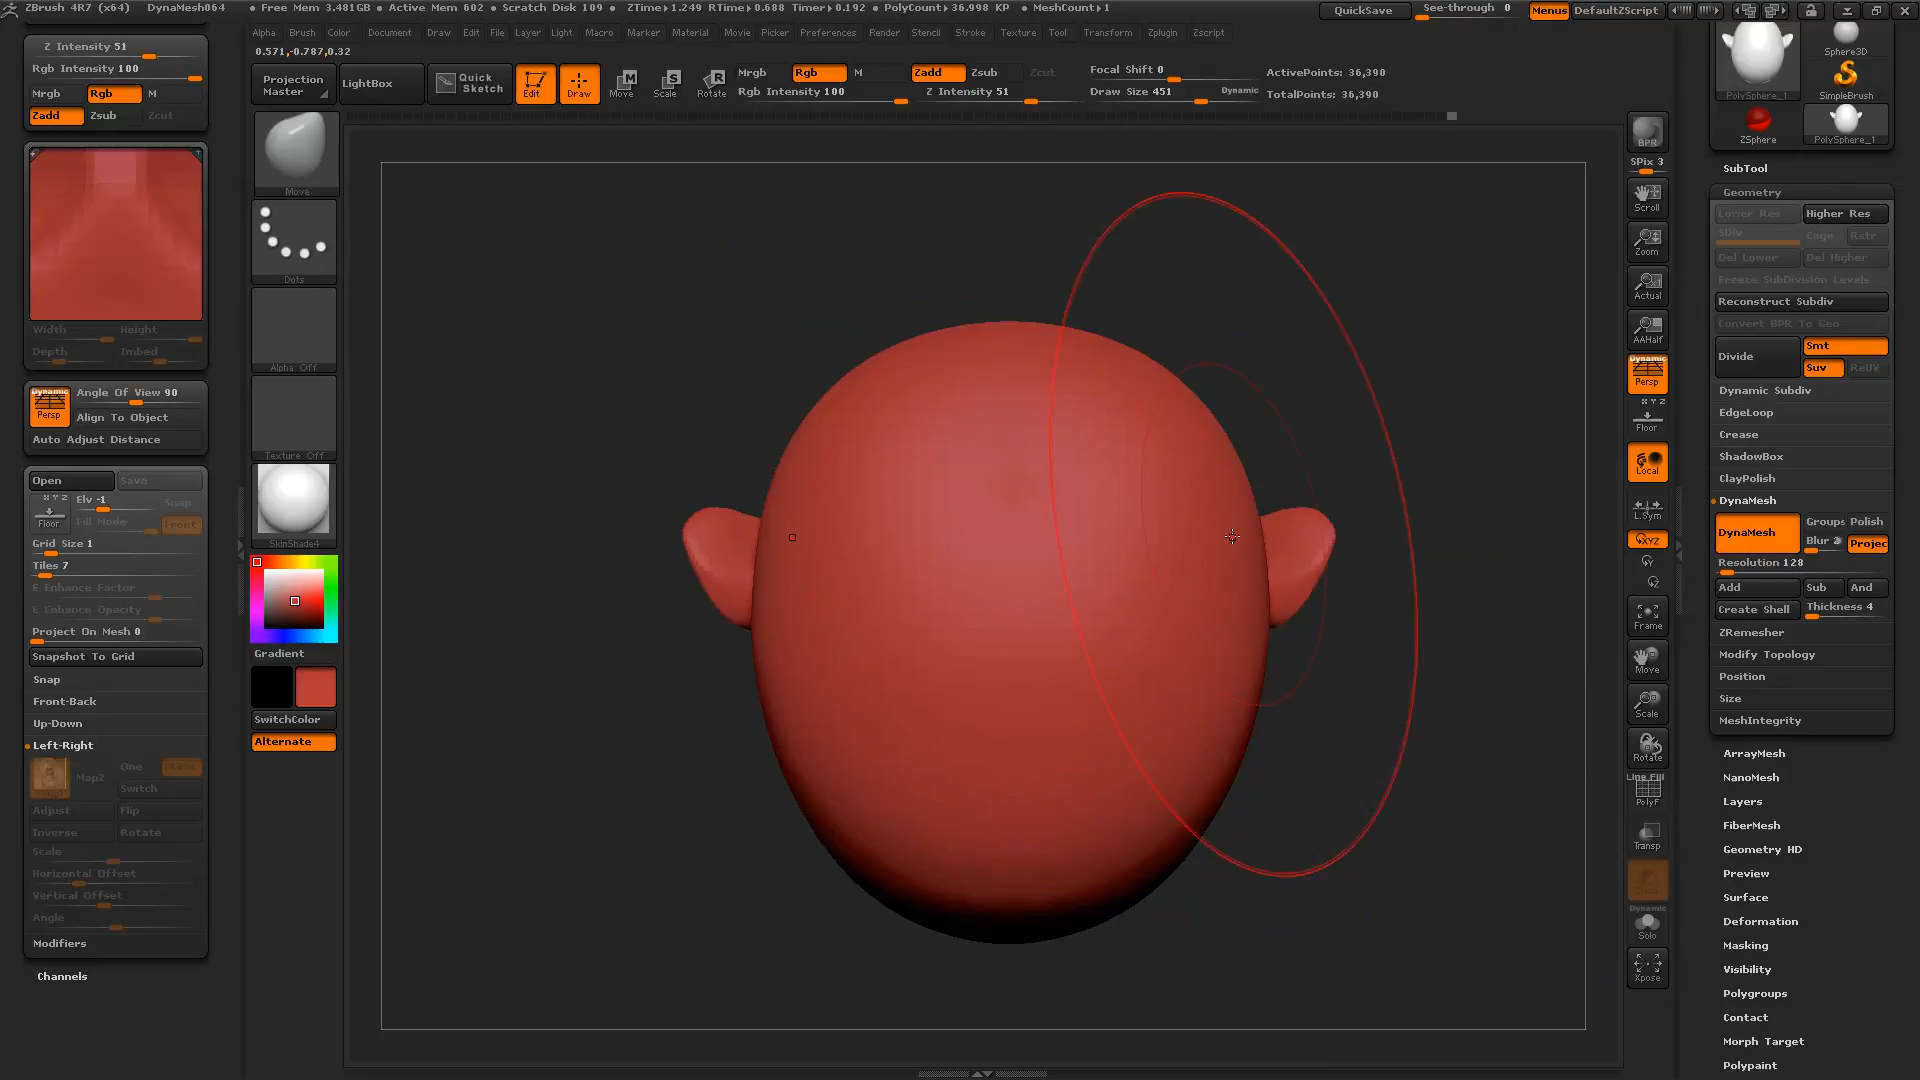 ZBrush 4R7 (x64) DynaMesh064 • Free Mem 3.481GB • Active Mem 602 • Scratch Disk 109 • ZTime▸1.249 RTime▸0.688 Timer▸0.192 • PolyCount▸36.998 KP • MeshCount▸1 QuickSave See-through 0 Menus DefaultZScript
Alpha Brush Color Document Draw Edit File Layer Light Macro Marker Material Movie Picker Preferences Render Stencil Stroke Texture Tool Transform Zplugin Zscript
0.571,-0.787,0.32
Z Intensity 51
Rgb Intensity 100
Mrgb Rgb M
Zadd Zsub Zcut
Width Height
Depth Imbed
Dynamic
Persp
Angle Of View 90
Align To Object
Auto Adjust Distance
Open Save
X Y Z
Floor
Elv -1 Snap
Fill Mode Front
Grid Size 1
Tiles 7
E Enhance Factor
E Enhance Opacity
Project On Mesh 0
Snapshot To Grid
Snap
Front-Back
Up-Down
Left-Right
Map2 One
Switch
Adjust Flip
Inverse Rotate
Scale
Horizontal Offset
Vertical Offset
Angle
Modifiers
Channels
Projection
Master
LightBox
Quick
Sketch
Edit
Draw
Move
Scale
Rotate
Mrgb Rgb M
Rgb Intensity 100
Zadd Zsub Zcut
Z Intensity 51
Focal Shift 0
Draw Size 451 Dynamic
ActivePoints: 36,390
TotalPoints: 36,390
Move
Dots
Alpha Off
Texture Off
SkinShade4
Gradient
SwitchColor
Alternate
BPR
SPix 3
Scroll
Zoom
Actual
AAHalf
Dynamic
Persp
X Y Z
Floor
Local
L.Sym
XYZ
Y
Z
Frame
Move
Scale
Rotate
Line Fill
PolyF
Transp
Dynamic
Solo
Xpose
PolySphere_1
Sphere3D
SimpleBrush
ZSphere
PolySphere_1
SubTool
Geometry
Lower Res Higher Res
SDiv Cage Rstr
Del Lower Del Higher
Freeze SubDivision Levels
Reconstruct Subdiv
Convert BPR To Geo
Divide
Smt
Suv ReUV
Dynamic Subdiv
EdgeLoop
Crease
ShadowBox
ClayPolish
DynaMesh
DynaMesh
Groups Polish
Blur 2 Projec
Resolution 128
Add Sub And
Create Shell Thickness 4
ZRemesher
Modify Topology
Position
Size
MeshIntegrity
ArrayMesh
NanoMesh
Layers
FiberMesh
Geometry HD
Preview
Surface
Deformation
Masking
Visibility
Polygroups
Contact
Morph Target
Polypaint